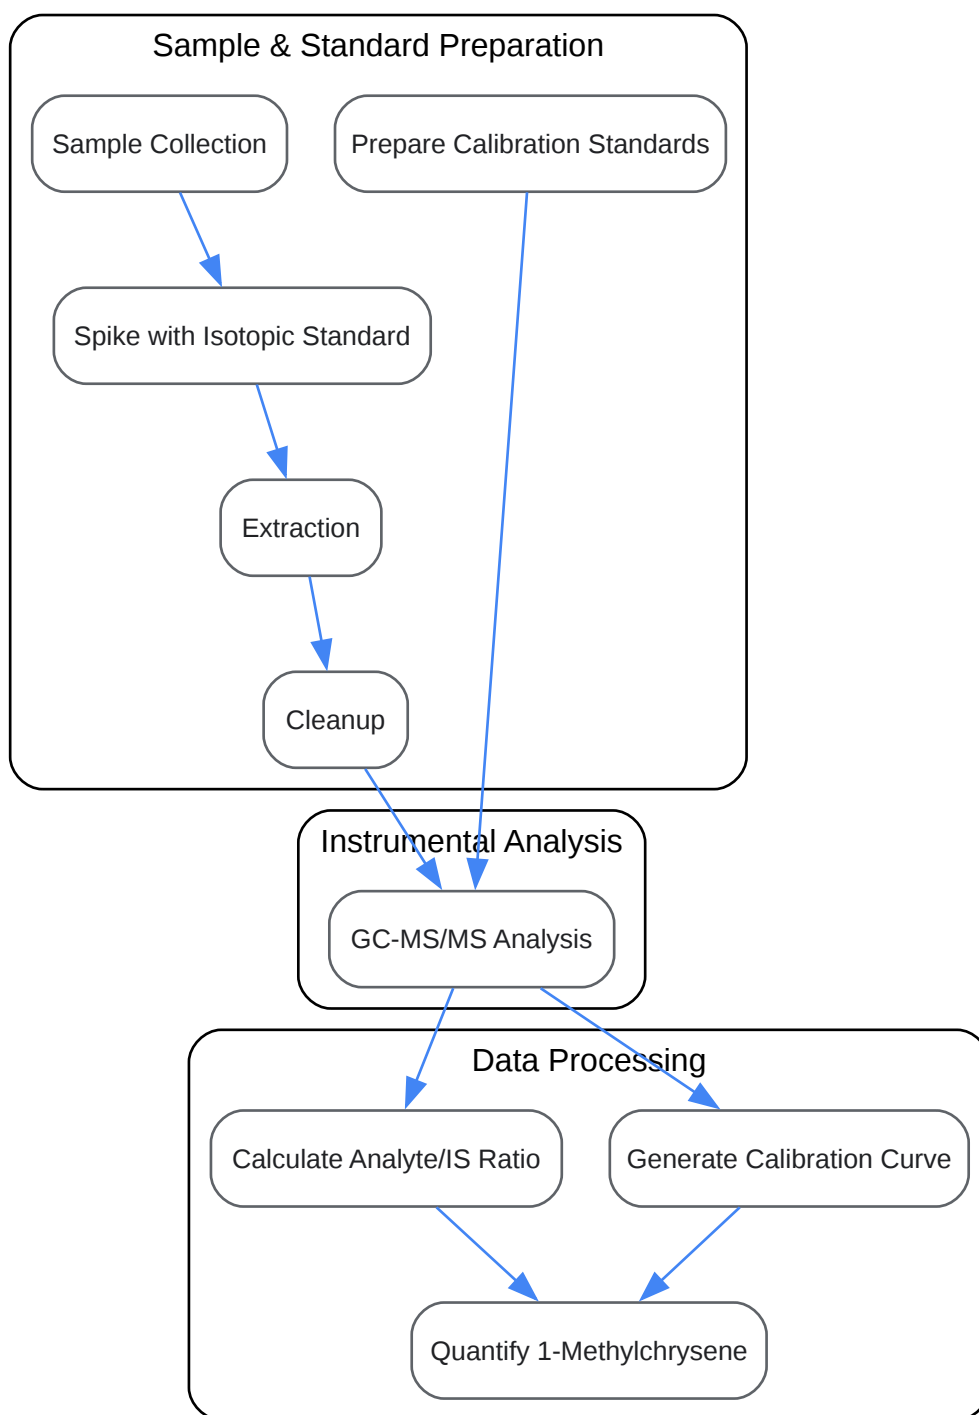 Sample & Standard Preparation
Sample Collection
Prepare Calibration Standards
Spike with Isotopic Standard
Extraction
Cleanup
Instrumental Analysis
GC-MS/MS Analysis
Data Processing
Calculate Analyte/IS Ratio
Generate Calibration Curve
Quantify 1-Methylchrysene